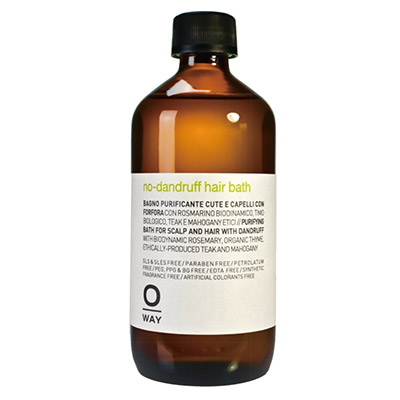 no-dandruff hair bath
BAGNO PURIFICANTE CUTE E CAPELLI CON
FORFORA CON ROSMARINO BIODINAMICO, TIMO
BIOLOGICO, TEAK E MAHOGANY ETICI // PURIFYING
BATH FOR SCALP AND HAIR WITH DANDRUFF
WITH BIODYNAMIC ROSEMARY, ORGANIC THYME,
ETHICALLY-PRODUCED TEAK AND MAHOGANY
SLS & SLES FREE / PARABEN FREE / PETROLATUM
FREE / PEG, PPG & BG FREE / EDTA FREE / SYNTHETIC
FRAGRANCE FREE / ARTIFICIAL COLORANTS FREE
O
WAY